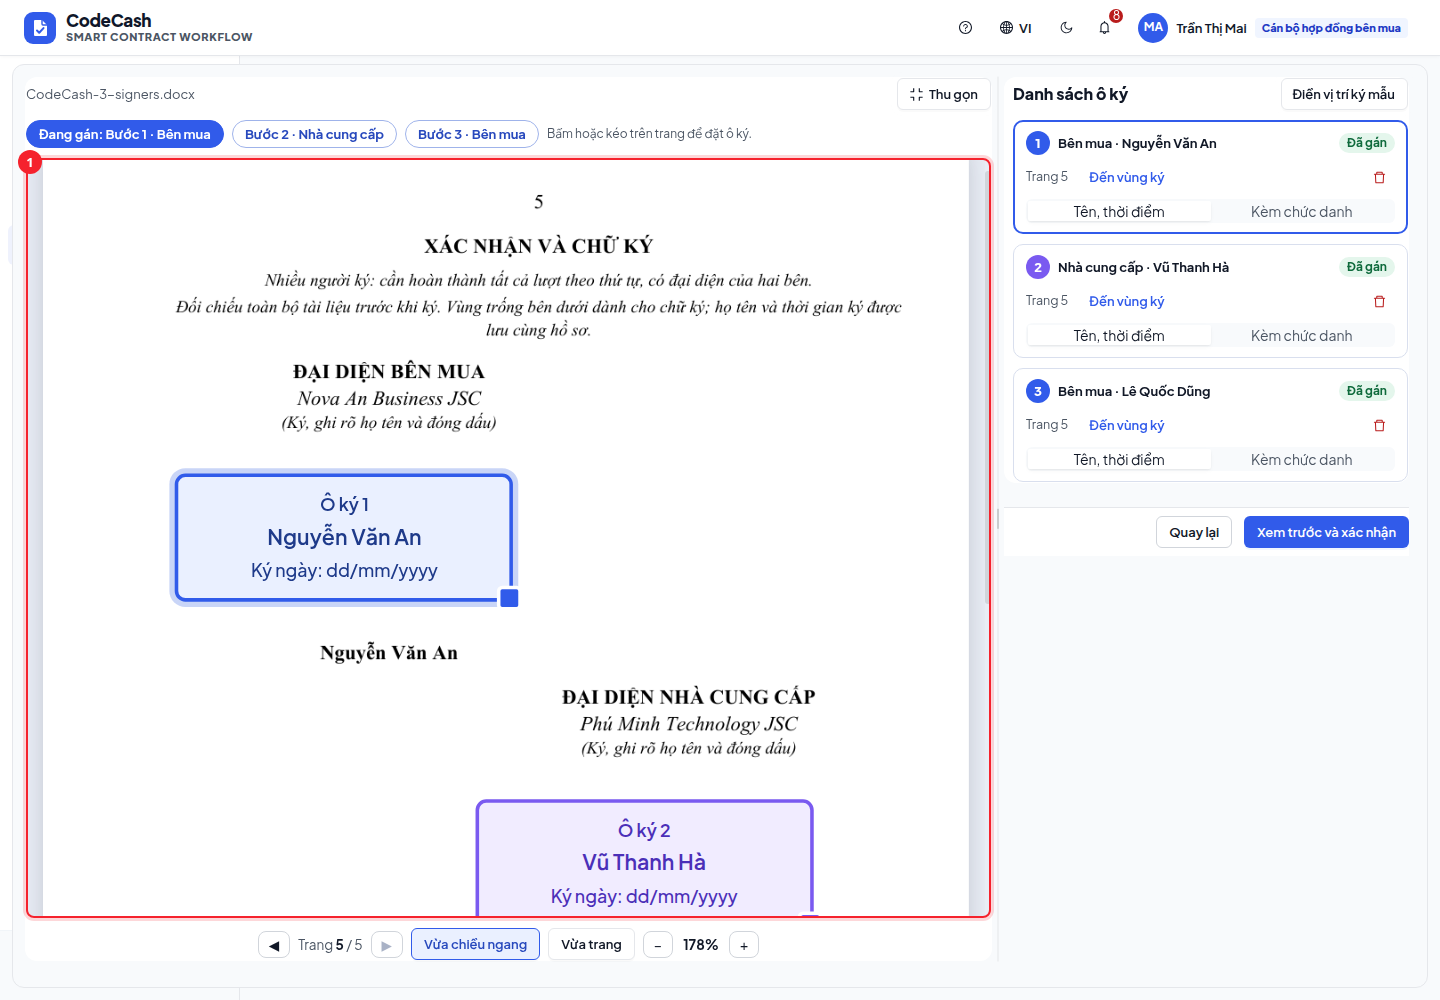 CodeCash
SMART CONTRACT WORKFLOW
VI
8
MA
Trần Thị Mai
Cán bộ hợp đồng bên mua
CodeCash-3-signers.docx
Thu gọn
Đang gán: Bước 1 · Bên mua
Bước 2 · Nhà cung cấp
Bước 3 · Bên mua
Bấm hoặc kéo trên trang để đặt ô ký.
1
5
XÁC NHẬN VÀ CHỮ KÝ
Nhiều người ký: cần hoàn thành tất cả lượt theo thứ tự, có đại diện của hai bên.
Đối chiếu toàn bộ tài liệu trước khi ký. Vùng trống bên dưới dành cho chữ ký; họ tên và thời gian ký được
lưu cùng hồ sơ.
ĐẠI DIỆN BÊN MUA
Nova An Business JSC
(Ký, ghi rõ họ tên và đóng dấu)
Ô ký 1
Nguyễn Văn An
Ký ngày: dd/mm/yyyy
Nguyễn Văn An
ĐẠI DIỆN NHÀ CUNG CẤP
Phú Minh Technology JSC
(Ký, ghi rõ họ tên và đóng dấu)
Ô ký 2
Vũ Thanh Hà
Ký ngày: dd/mm/yyyy
Trang 5 / 5
Vừa chiều ngang
Vừa trang
−
178%
+
Danh sách ô ký
Điền vị trí ký mẫu
1
Bên mua · Nguyễn Văn An
Đã gán
Trang 5
Đến vùng ký
Tên, thời điểm
Kèm chức danh
2
Nhà cung cấp · Vũ Thanh Hà
Đã gán
Trang 5
Đến vùng ký
Tên, thời điểm
Kèm chức danh
3
Bên mua · Lê Quốc Dũng
Đã gán
Trang 5
Đến vùng ký
Tên, thời điểm
Kèm chức danh
Quay lại
Xem trước và xác nhận